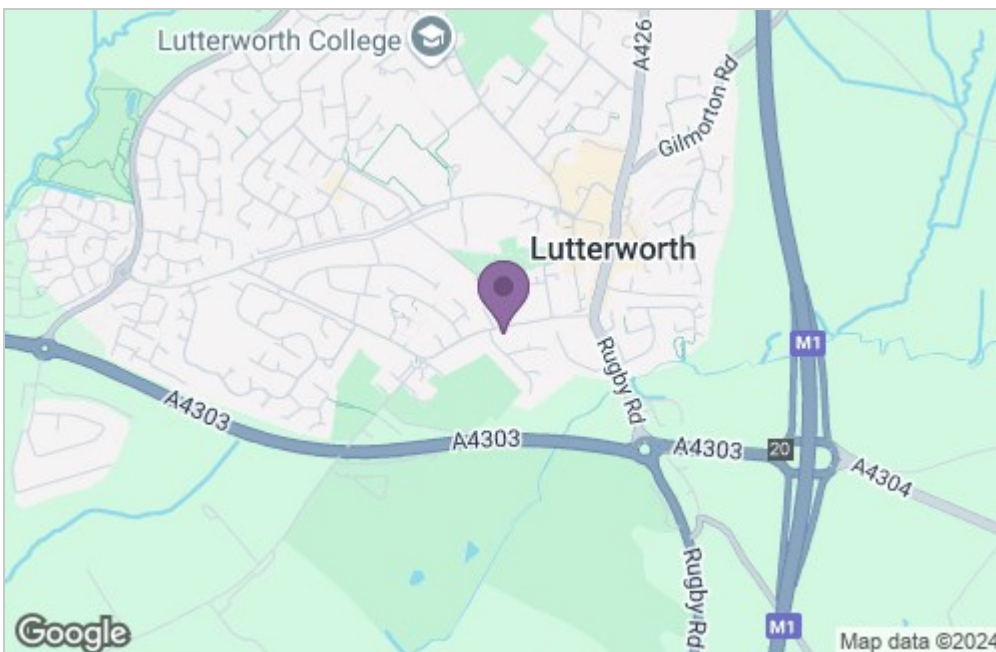 Lutterworth College
A426
Gilmorton Rd
Lutterworth
M1
Rugby Rd
A4303
A4303
A4303
20
A4304
Rugby Rd
M1
Google
Map data ©2024